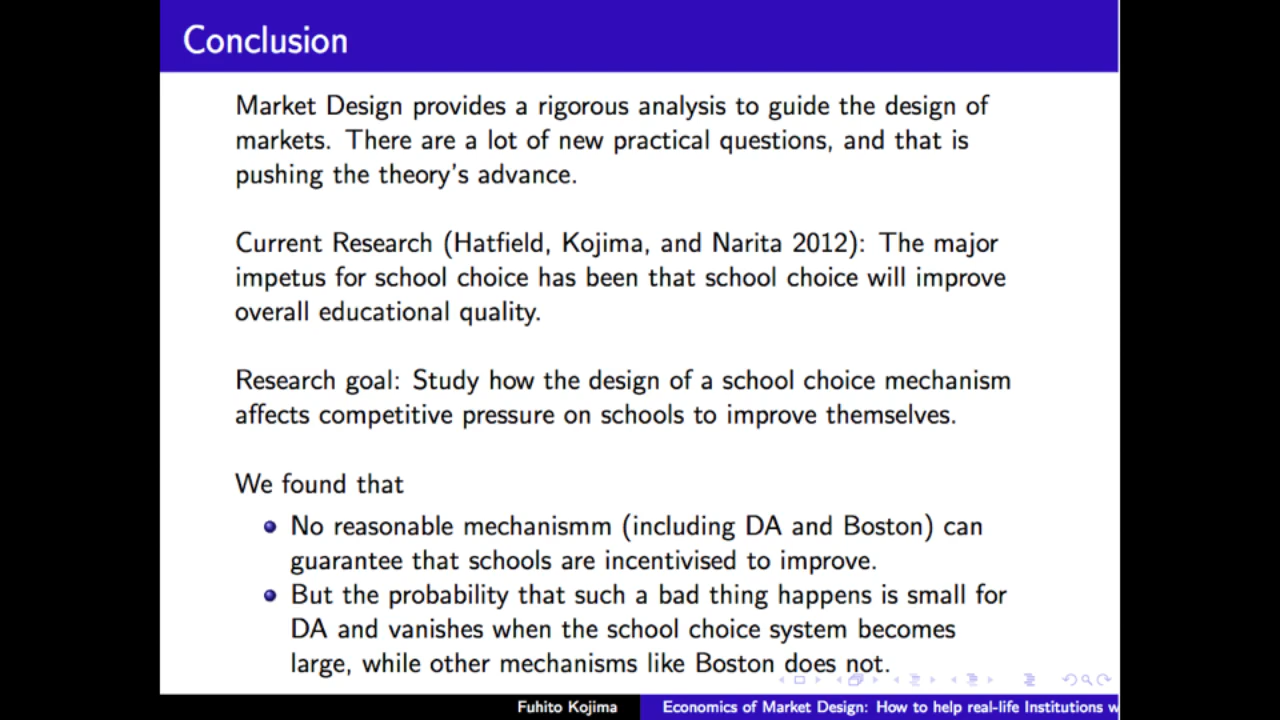 Conclusion
Market Design provides a rigorous analysis to guide the design of
markets. There are a lot of new practical questions, and that is
pushing the theory's advance.
Current Research (Hatfield, Kojima, and Narita 2012): The major
impetus for school choice has been that school choice will improve
overall educational quality.
Research goal: Study how the design of a school choice mechanism
affects competitive pressure on schools to improve themselves.
We found that
No reasonable mechanismm (including DA and Boston) can
guarantee that schools are incentivised to improve.
But the probability that such a bad thing happens is small for
DA and vanishes when the school choice system becomes
large, while other mechanisms like Boston does not.
Fuhito Kojima
Economics of Market Design: How to help real-life Institutions w